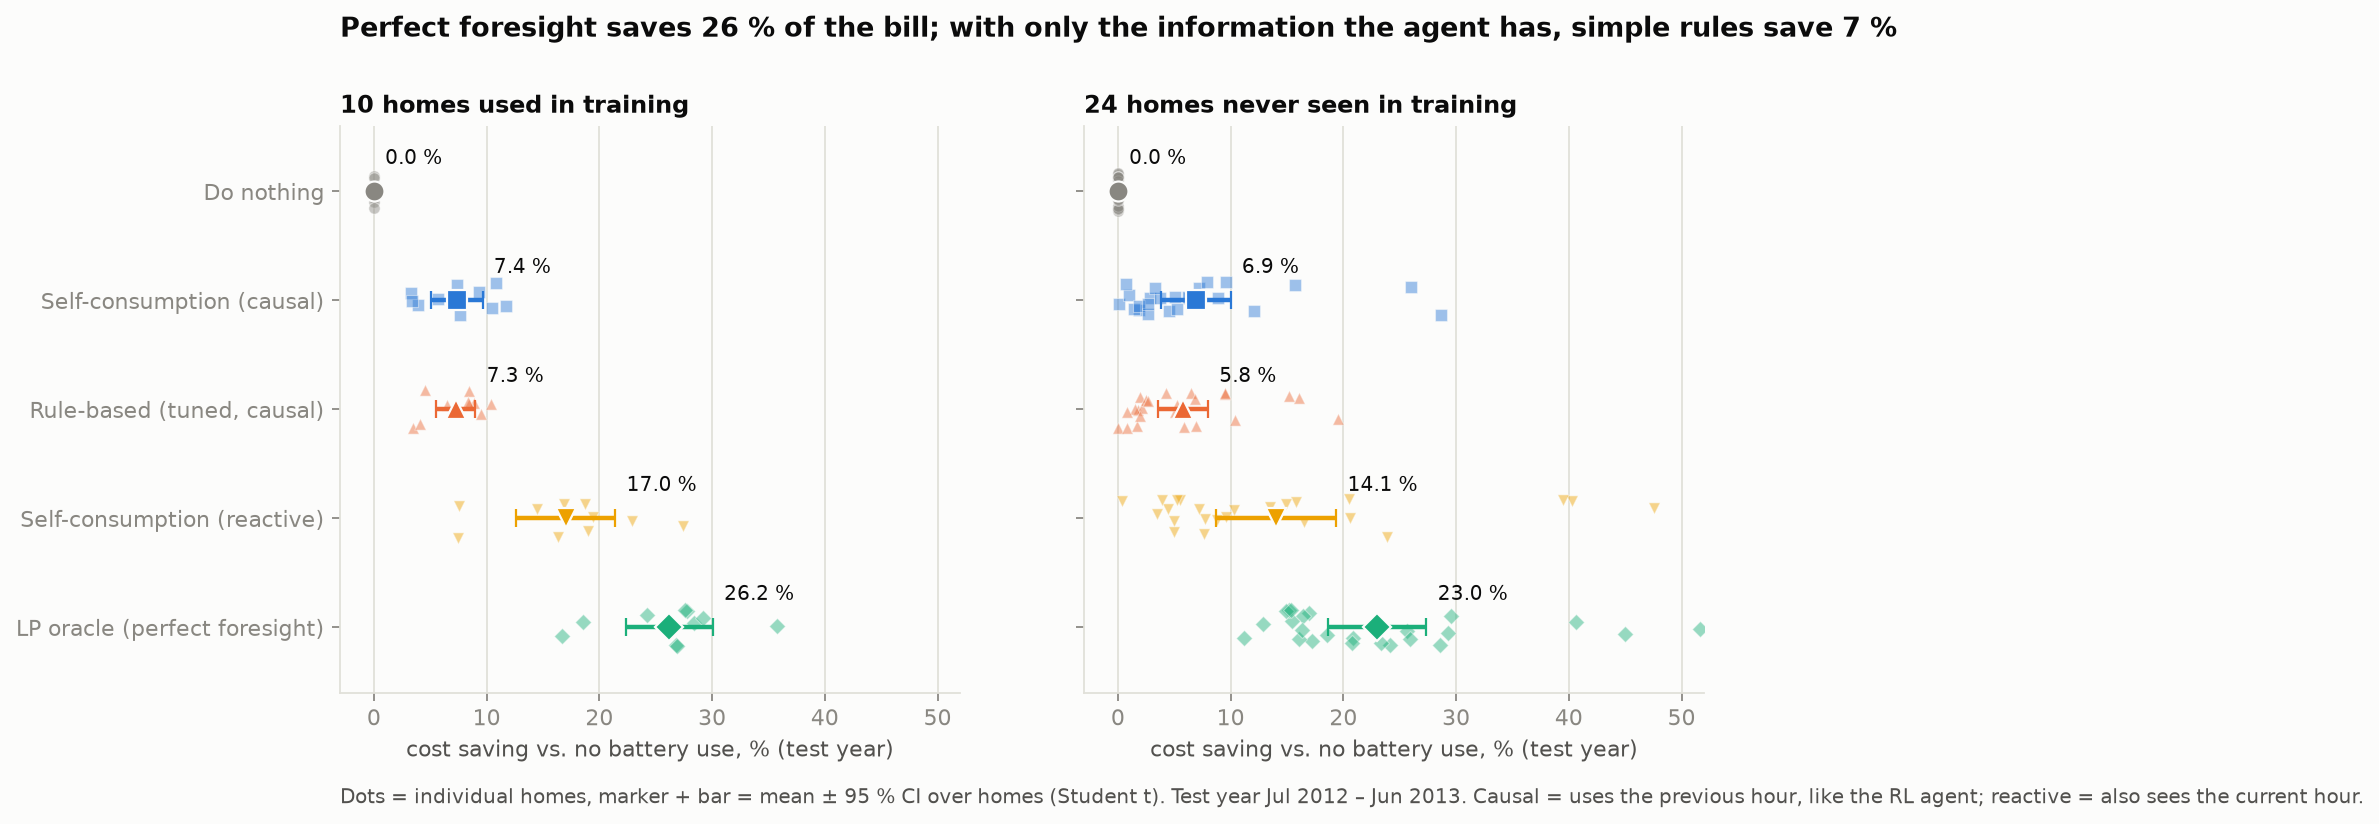 Perfect foresight saves 26 % of the bill; with only the information the agent has, simple rules save 7 %
10 homes used in training
24 homes never seen in training
0.0 %
0.0 %
Do nothing
7.4 %
6.9 %
Self-consumption (causal)
7.3 %
5.8 %
Rule-based (tuned, causal)
17.0 %
14.1 %
Self-consumption (reactive)
26.2 %
23.0 %
LP oracle (perfect foresight)
0 10 20 30 40 50
0 10 20 30 40 50
cost saving vs. no battery use, % (test year)
cost saving vs. no battery use, % (test year)
Dots = individual homes, marker + bar = mean ± 95 % CI over homes (Student t). Test year Jul 2012 – Jun 2013. Causal = uses the previous hour, like the RL agent; reactive = also sees the current hour.